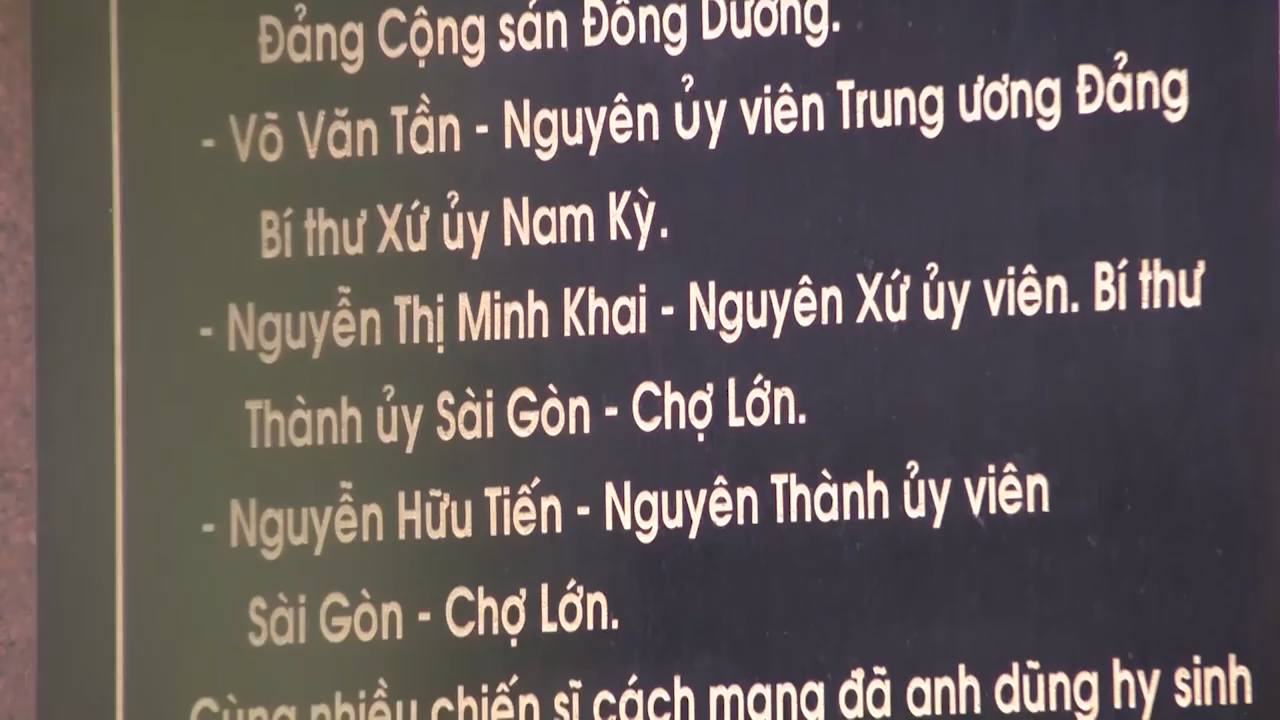 Đảng Cộng sản Đông Dương.
- Võ Văn Tần - Nguyên ủy viên Trung ương Đảng
Bí thư Xứ ủy Nam Kỳ.
- Nguyễn Thị Minh Khai - Nguyên Xứ ủy viên. Bí thư
Thành ủy Sài Gòn - Chợ Lớn.
- Nguyễn Hữu Tiến - Nguyên Thành ủy viên
Sài Gòn - Chợ Lớn.
Cùng nhiều chiến sĩ cách mạng đã anh dũng hy sinh